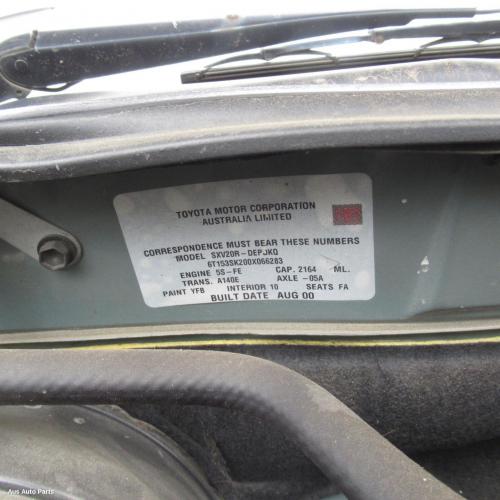 TOYOTA MOTOR CORPORATION
AUSTRALIA LIMITED
CORRESPONDENCE MUST BEAR THESE NUMBERS
MODEL SXV20R-DEPJKQ
6T153SK200X066283
ENGINE 5S-FE CAP. 2164 ML.
TRANS. A140E AXLE -05A
PAINT YFB INTERIOR 10 SEATS FA
BUILT DATE AUG 00
Aus Auto Parts